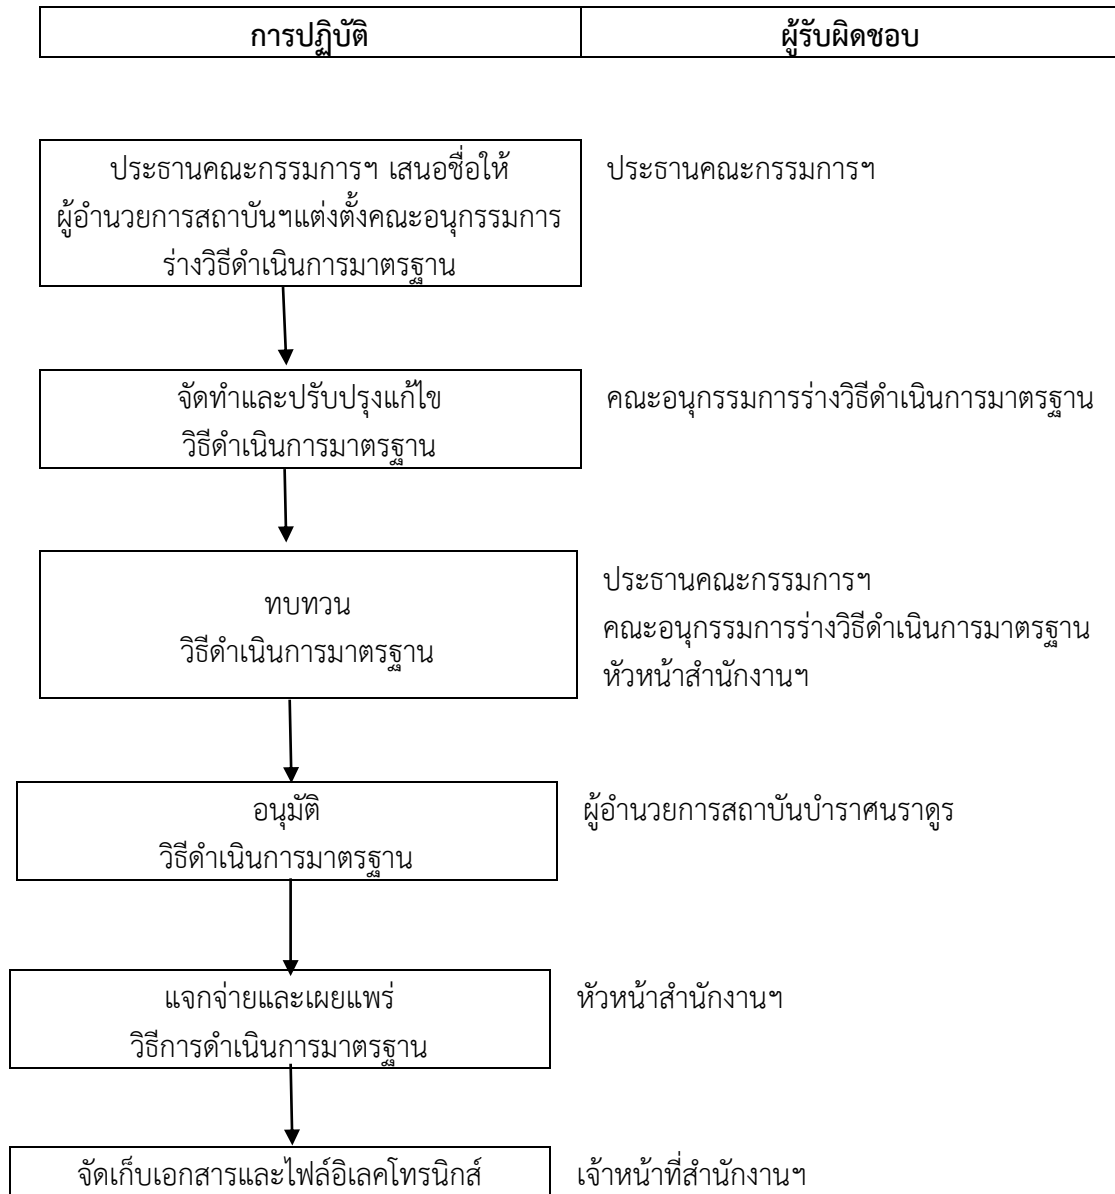 การปฏิบัติ ผู้รับผิดชอบ
ประธานคณะกรรมการฯ เสนอชื่อให้ ประธานคณะกรรมการฯ
ผู้อำนวยการสถาบันฯแต่งตั้งคณะอนุกรรมการ
ร่างวิธีดำเนินการมาตรฐาน
จัดทำและปรับปรุงแก้ไข คณะอนุกรรมการร่างวิธีดำเนินการมาตรฐาน
วิธีดำเนินการมาตรฐาน
ทบทวน
วิธีดำเนินการมาตรฐาน
ประธานคณะกรรมการฯ
คณะอนุกรรมการร่างวิธีดำเนินการมาตรฐาน
หัวหน้าสำนักงานฯ
อนุมัติ ผู้อำนวยการสถาบันบำราศนราดูร
วิธีดำเนินการมาตรฐาน
แจกจ่ายและเผยแพร่ หัวหน้าสำนักงานฯ
วิธีการดำเนินการมาตรฐาน
จัดเก็บเอกสารและไฟล์อิเลคโทรนิกส์ เจ้าหน้าที่สำนักงานฯ